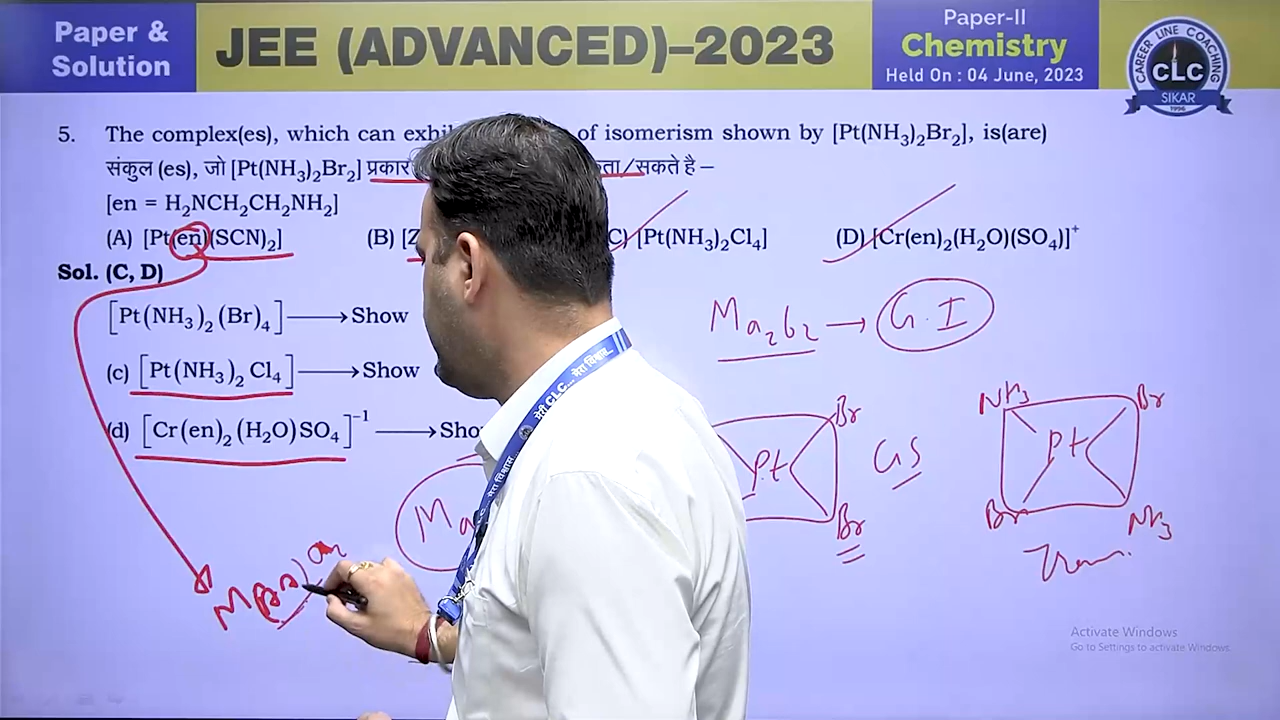 Paper &
Solution
JEE (ADVANCED)–2023
Paper-II
Chemistry
Held On : 04 June, 2023
CAREER LINE COACHING
CLC
SIKAR
1996
5. The complex(es), which can of isomerism shown by [Pt(NH₃)₂Br₂], is(are)
संकुल (es), जो [Pt(NH₃)₂Br₂] प्रकार /सकते है –
[en = H₂NCH₂CH₂NH₂]
(A) [Pt(en)(SCN)₂] (B) [Z C) [Pt(NH₃)₂Cl₄] (D) [Cr(en)₂(H₂O)(SO₄)]⁺
Sol. (C, D)
[Pt(NH₃)₂(Br)₄] ⟶ Show
Ma₂b₂ → G.I
(c) [Pt(NH₃)₂Cl₄] ⟶ Show
(d) [Cr(en)₂(H₂O)SO₄]⁻¹ ⟶
NH₃ Br
Br Pt
Pt
Br NH₃
Br
Ma
M
मेरी CLC... मेरा विश्वास...
Activate Windows
Go to Settings to activate Windows.